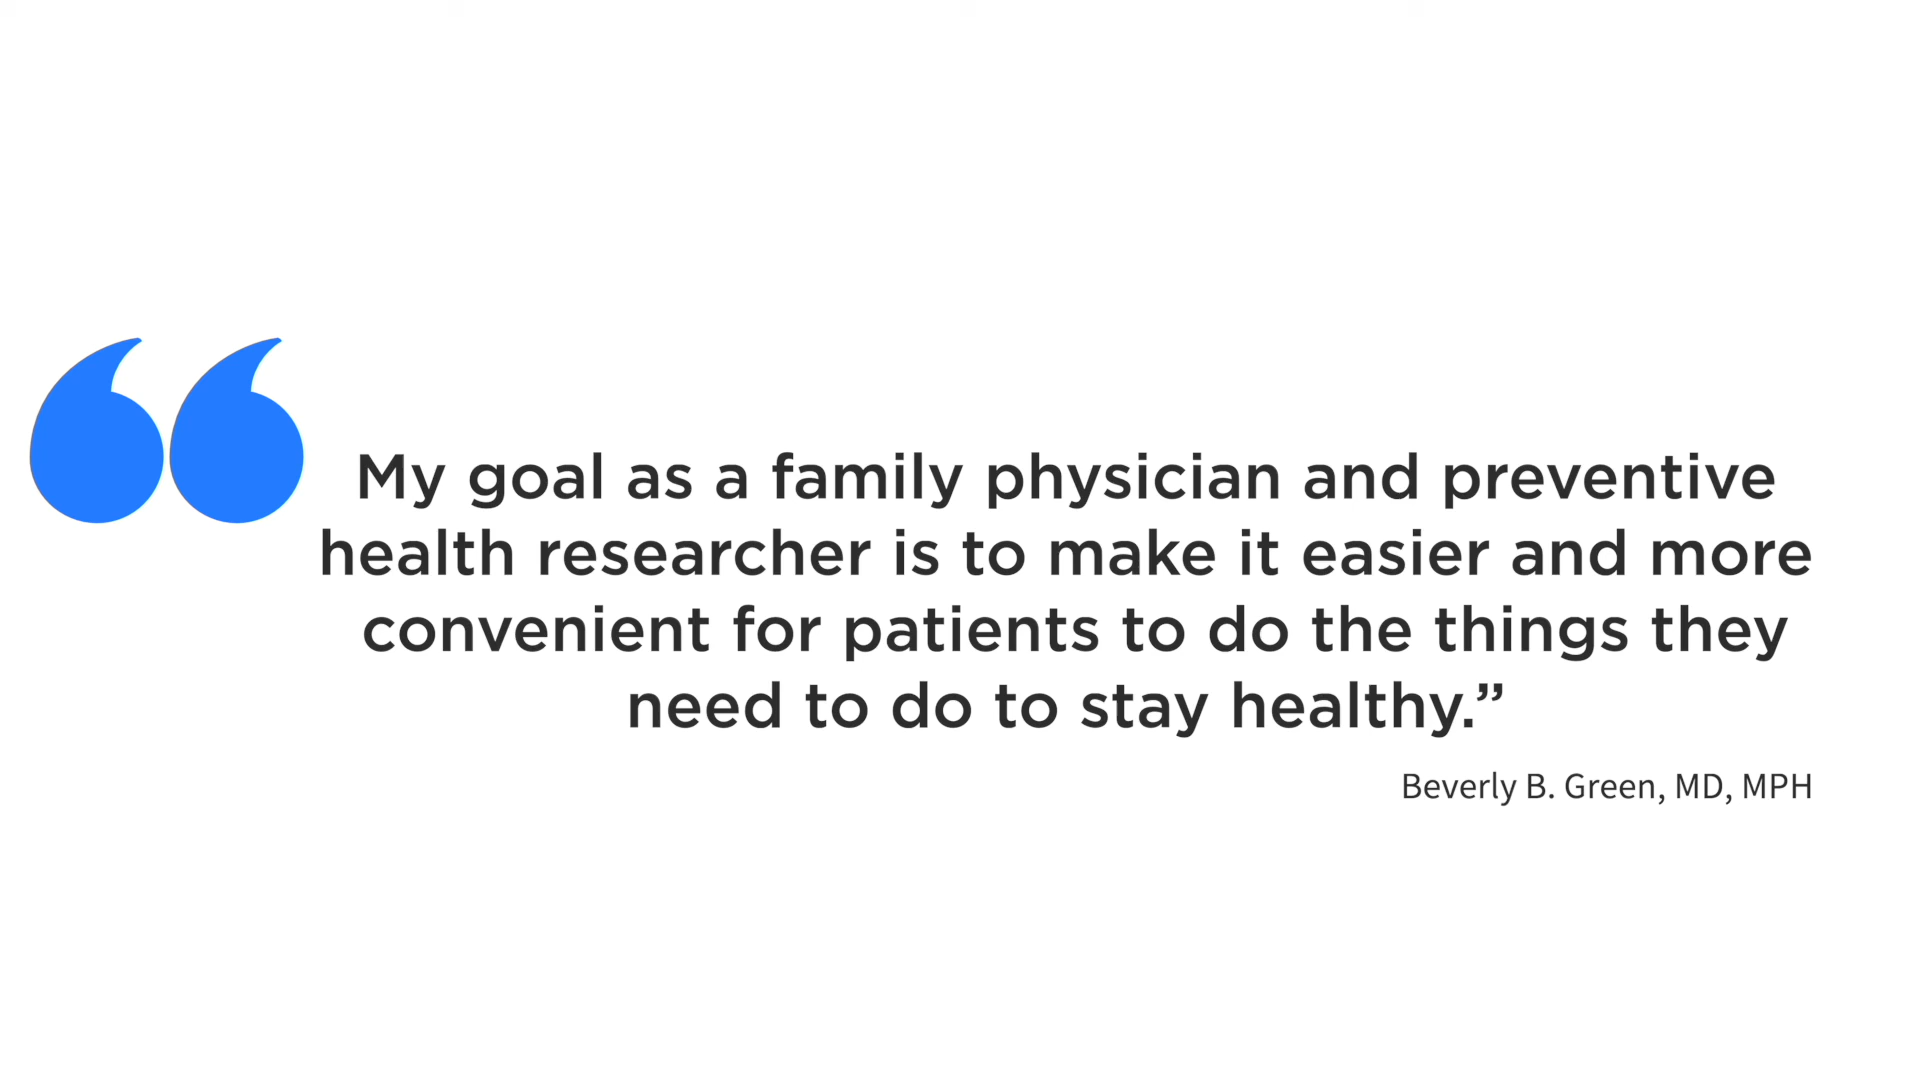 “My goal as a family physician and preventive
health researcher is to make it easier and more
convenient for patients to do the things they
need to do to stay healthy.”
Beverly B. Green, MD, MPH